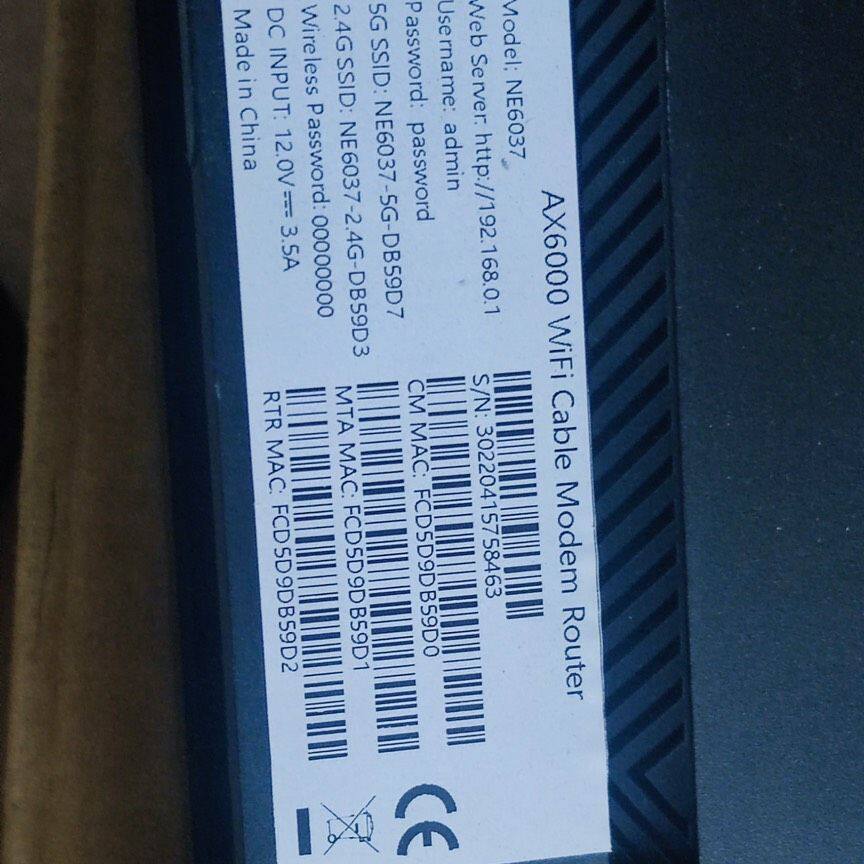 AX6000 WiFi Cable Modem Router
Model: NE6037
Web Server: http://192.168.0.1
Username: admin
Password: password
5G SSID: NE6037-5G-DB59D7
2.4G SSID: NE6037-2.4G-DB59D3
Wireless Password: 00000000
DC INPUT: 12.0V⎓3.5A
Made in China
S/N: 30220415758463
CM MAC: FCD5D9DB59D0
MTA MAC: FCD5D9DB59D1
RTR MAC: FCD5D9DB59D2
CE